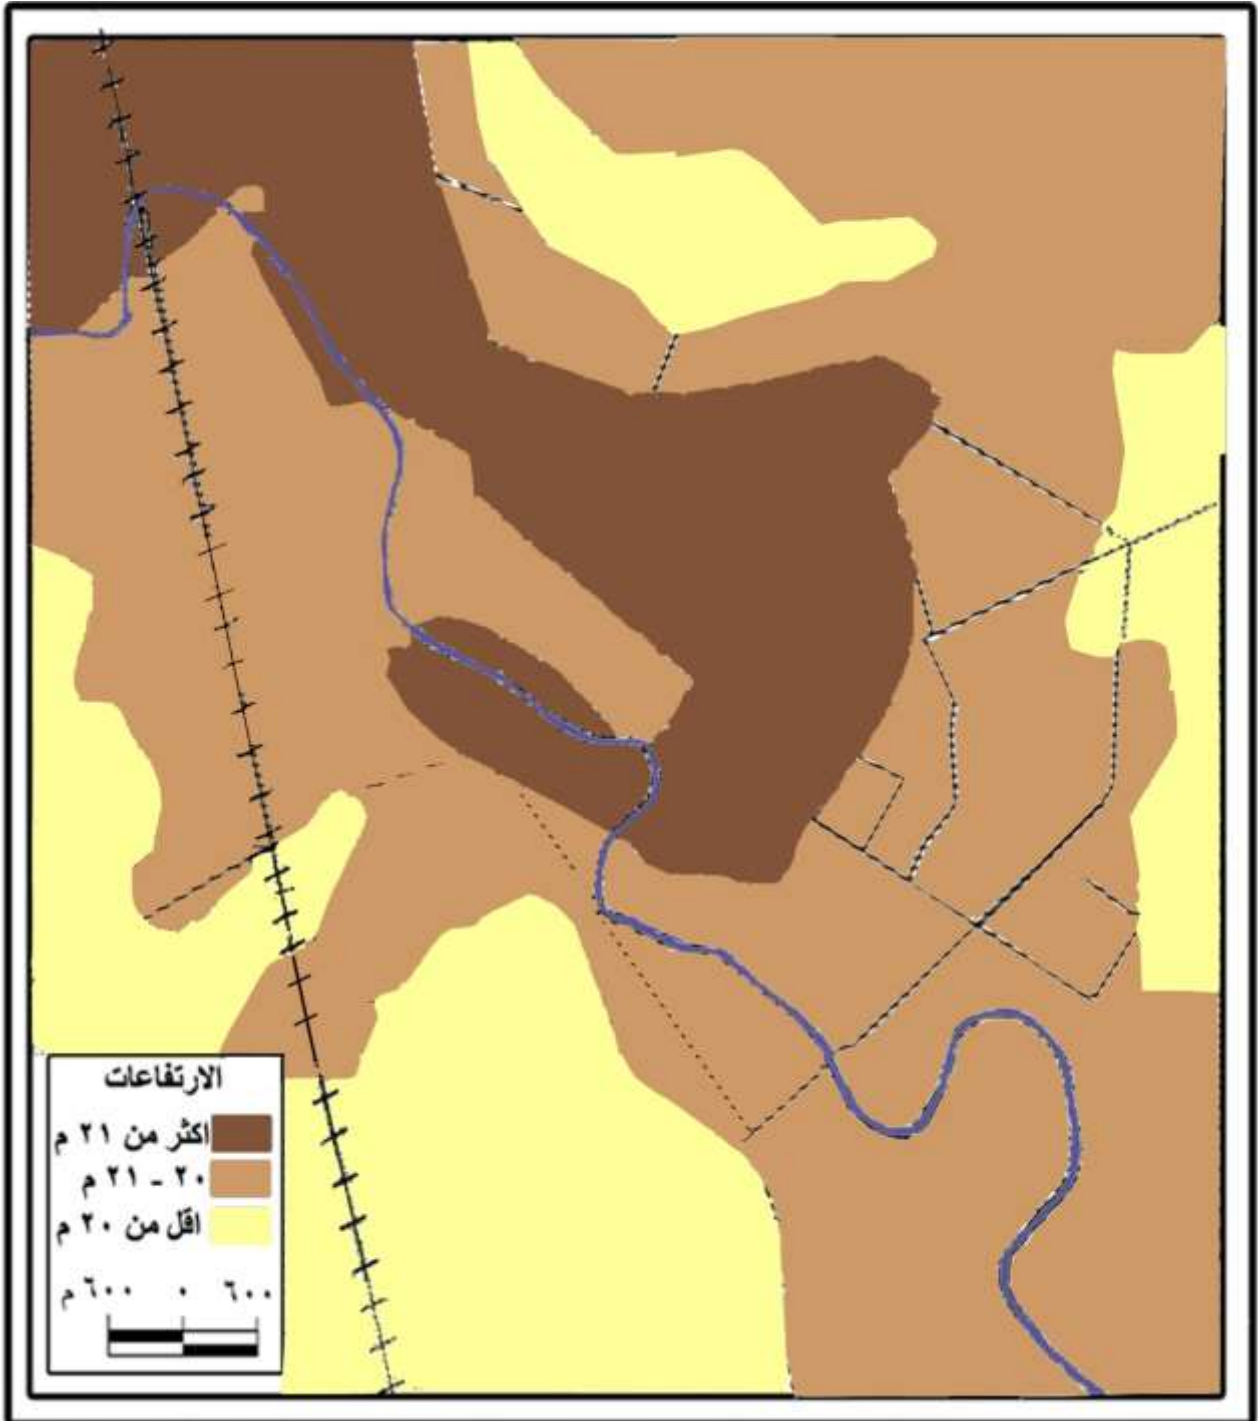 الارتفاعات
اكثر من ٢١ م
٢٠ - ٢١ م
اقل من ٢٠ م
٦٠٠ ٠ ٦٠٠ م